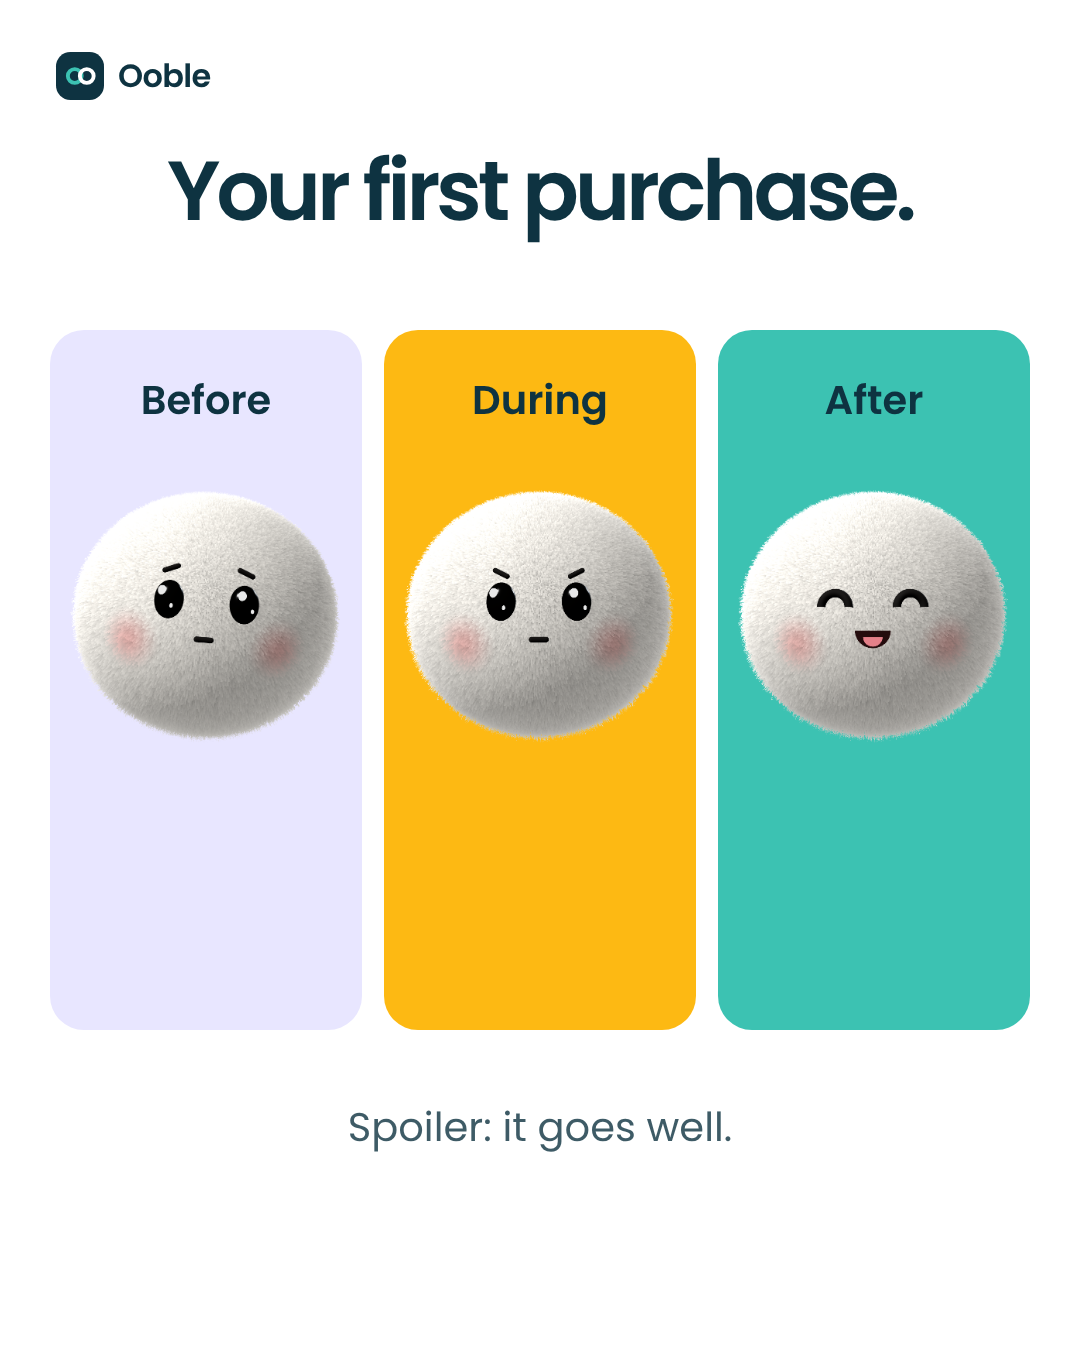 Ooble
Your first purchase.
Before
During
After
Spoiler: it goes well.